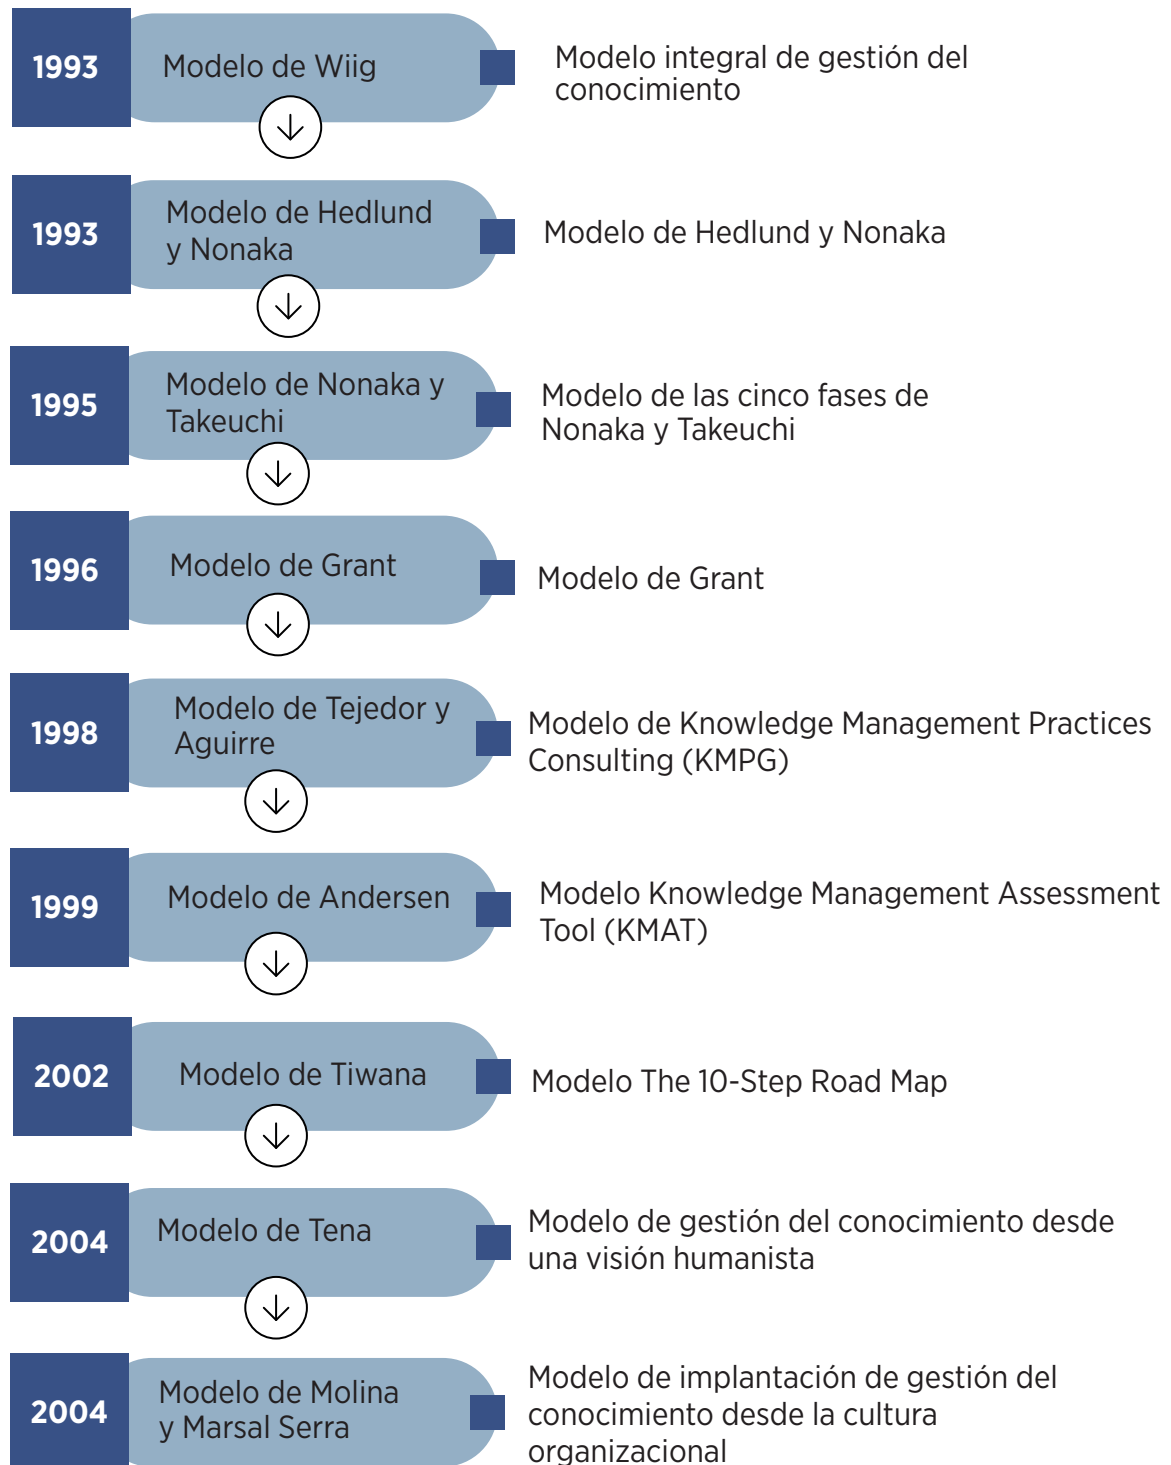 1993
Modelo de Wiig
Modelo integral de gestión del
conocimiento
1993
Modelo de Hedlund
y Nonaka
Modelo de Hedlund y Nonaka
1995
Modelo de Nonaka y
Takeuchi
Modelo de las cinco fases de
Nonaka y Takeuchi
1996
Modelo de Grant
Modelo de Grant
1998
Modelo de Tejedor y
Aguirre
Modelo de Knowledge Management Practices
Consulting (KMPG)
1999
Modelo de Andersen
Modelo Knowledge Management Assessment
Tool (KMAT)
2002
Modelo de Tiwana
Modelo The 10-Step Road Map
2004
Modelo de Tena
Modelo de gestión del conocimiento desde
una visión humanista
2004
Modelo de Molina
y Marsal Serra
Modelo de implantación de gestión del
conocimiento desde la cultura
organizacional